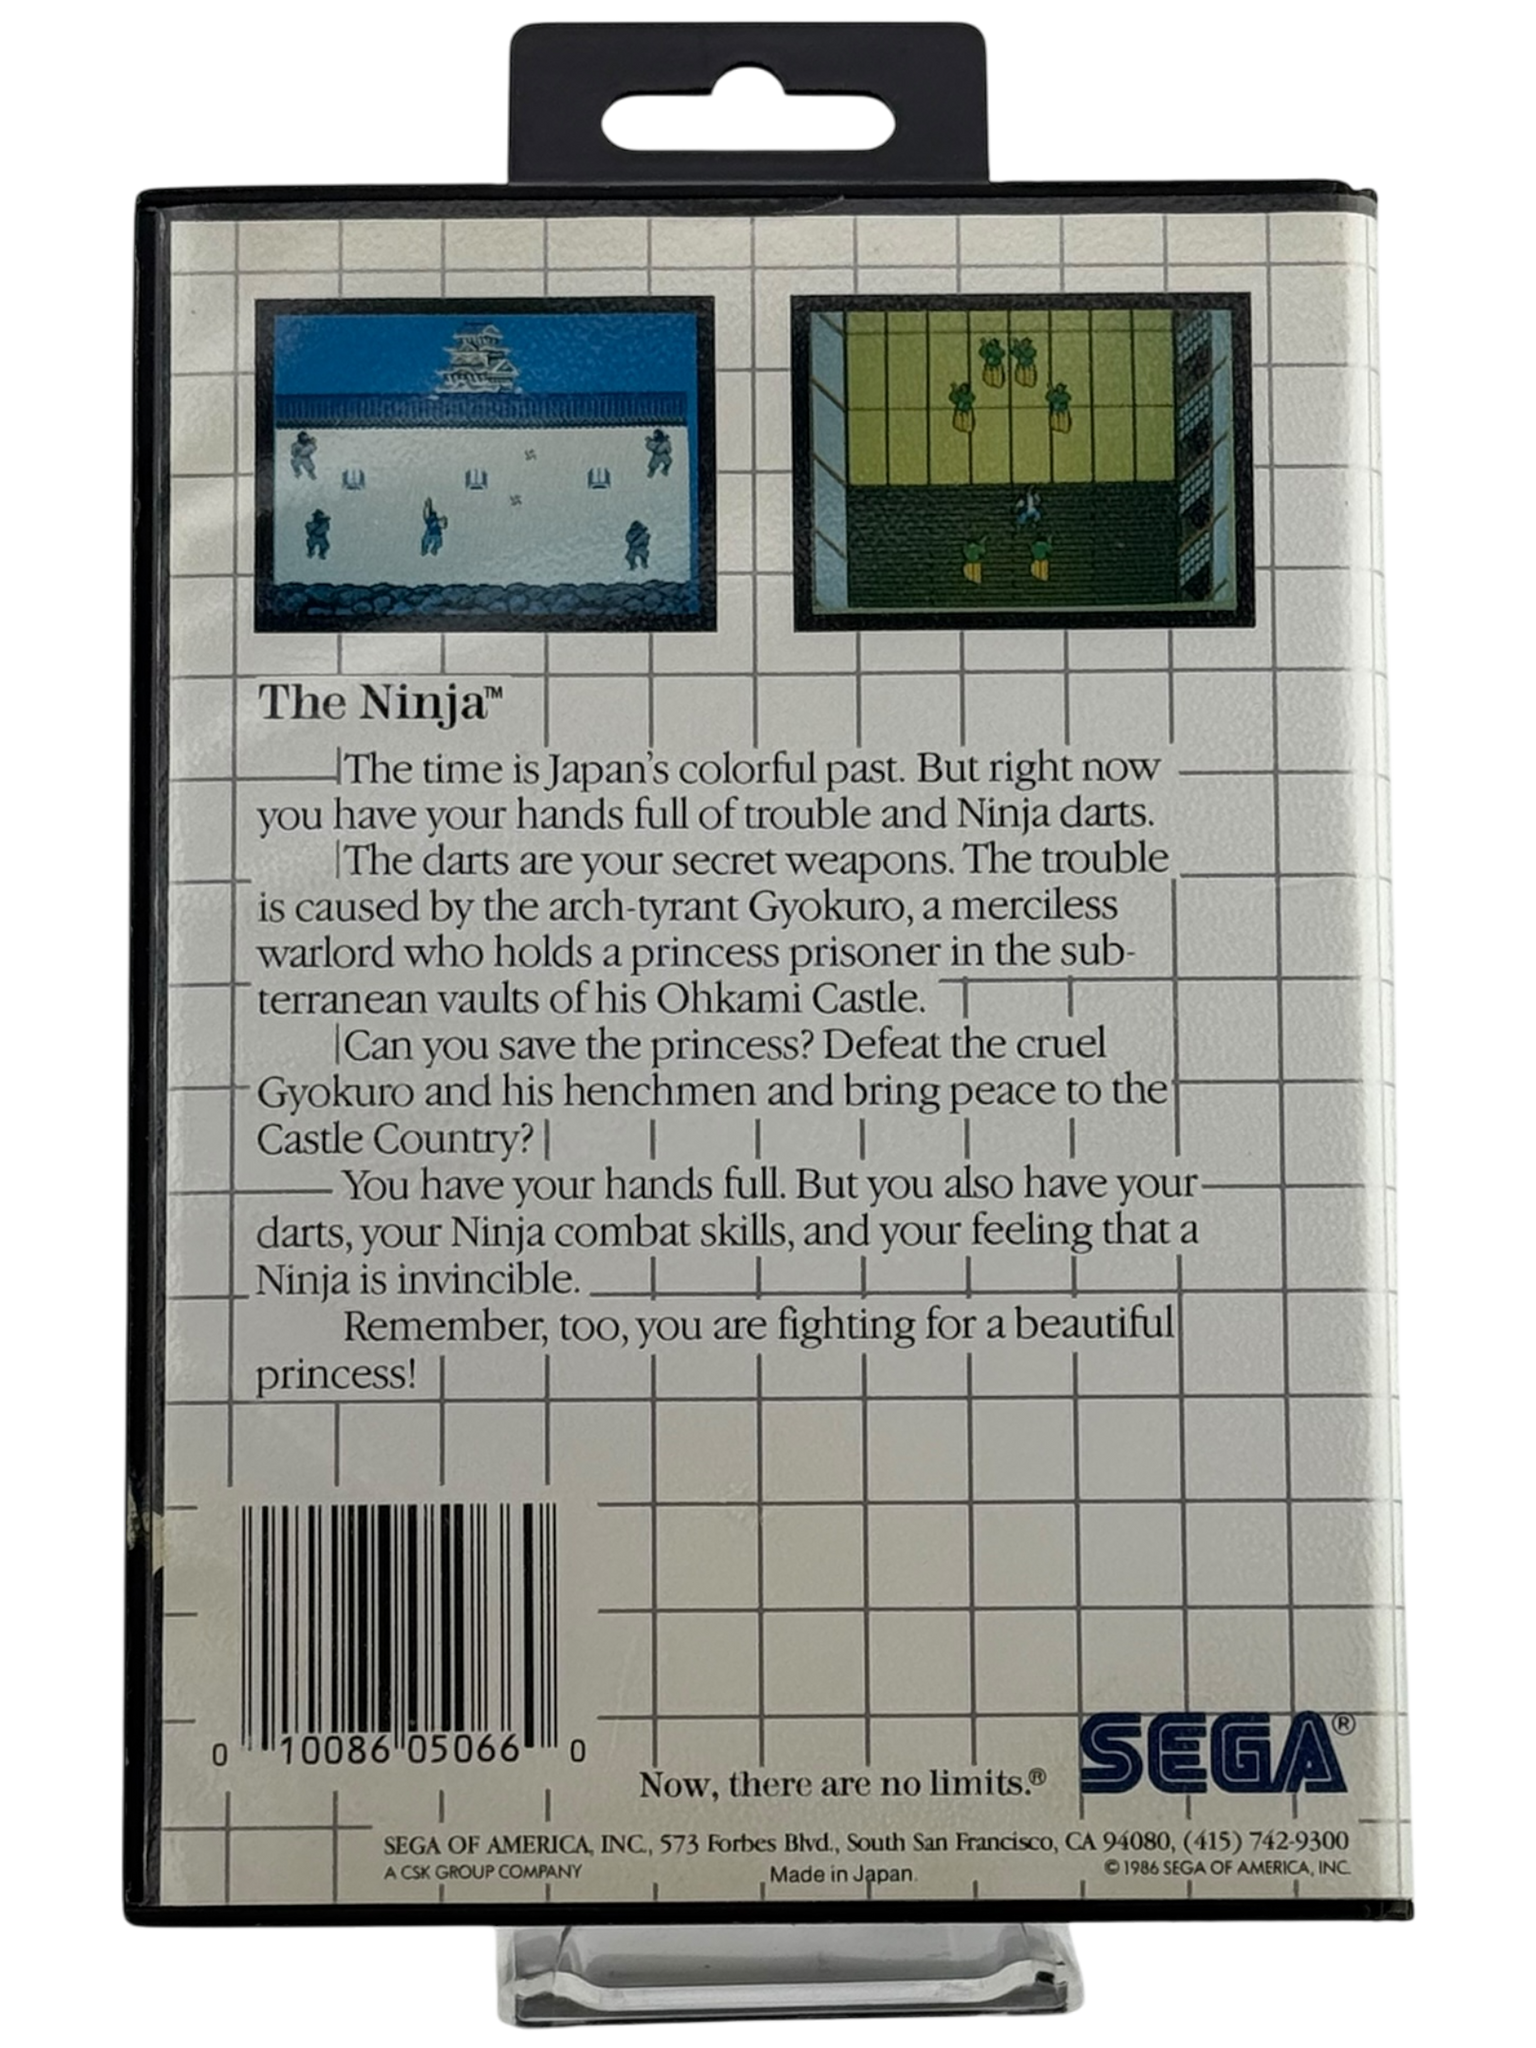 The Ninja™
The time is Japan's colorful past. But right now
you have your hands full of trouble and Ninja darts.
The darts are your secret weapons. The trouble
is caused by the arch-tyrant Gyokuro, a merciless
warlord who holds a princess prisoner in the sub-
terranean vaults of his Ohkami Castle.
Can you save the princess? Defeat the cruel
Gyokuro and his henchmen and bring peace to the
Castle Country?
You have your hands full. But you also have your
darts, your Ninja combat skills, and your feeling that a
Ninja is invincible.
Remember, too, you are fighting for a beautiful
princess!
0 10086 05066 0
Now, there are no limits.® SEGA®
SEGA OF AMERICA, INC., 573 Forbes Blvd., South San Francisco, CA 94080, (415) 742-9300
A CSK GROUP COMPANY Made in Japan. © 1986 SEGA OF AMERICA, INC.